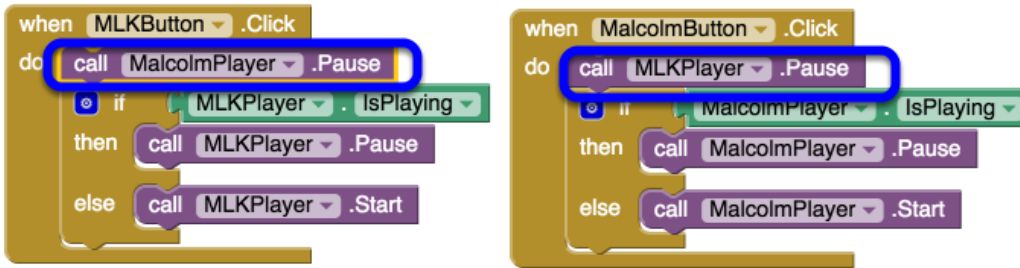 when MLKButton .Click
do call MalcolmPlayer .Pause
if MLKPlayer . IsPlaying
then call MLKPlayer .Pause
else call MLKPlayer .Start
when MalcolmButton .Click
do call MLKPlayer .Pause
if MalcolmPlayer . IsPlaying
then call MalcolmPlayer .Pause
else call MalcolmPlayer .Start